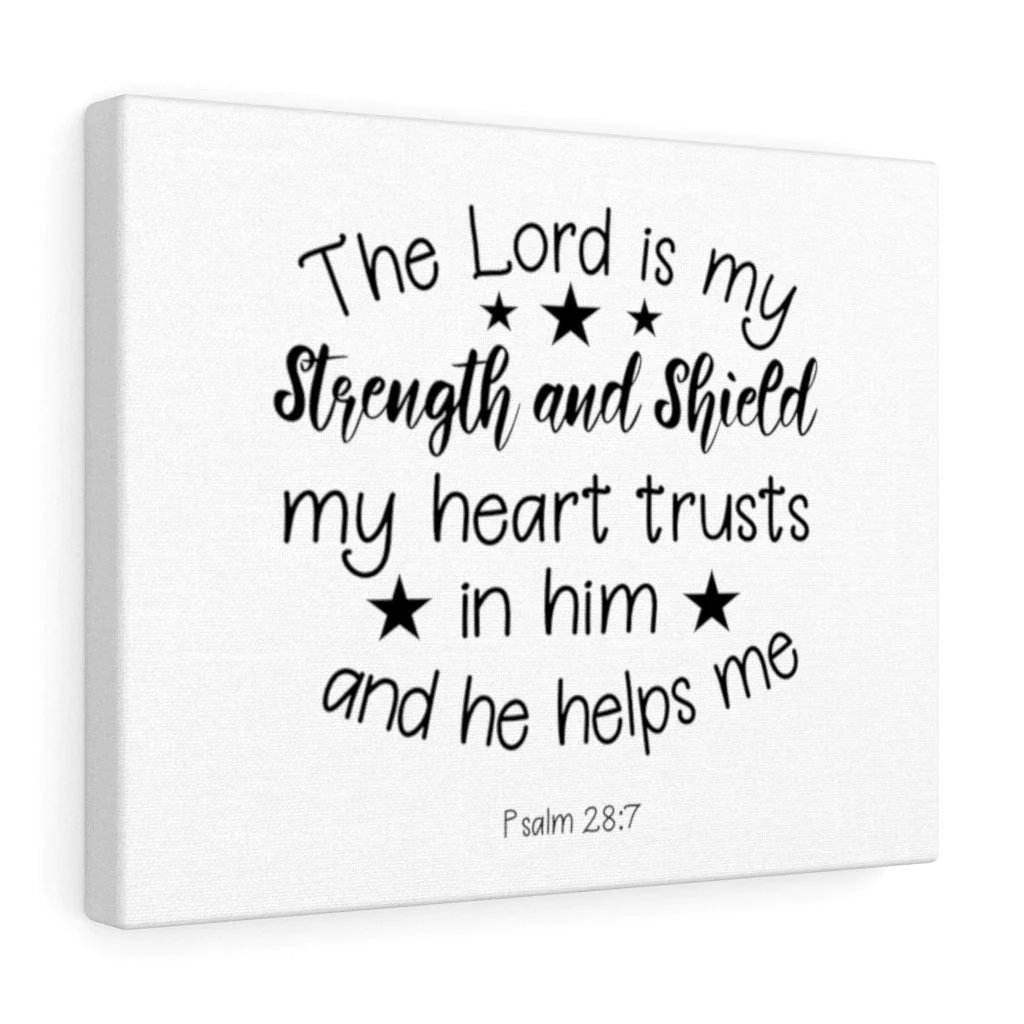 The Lord is my
Strength and Shield
my heart trusts
in him
and he helps me
Psalm 28:7